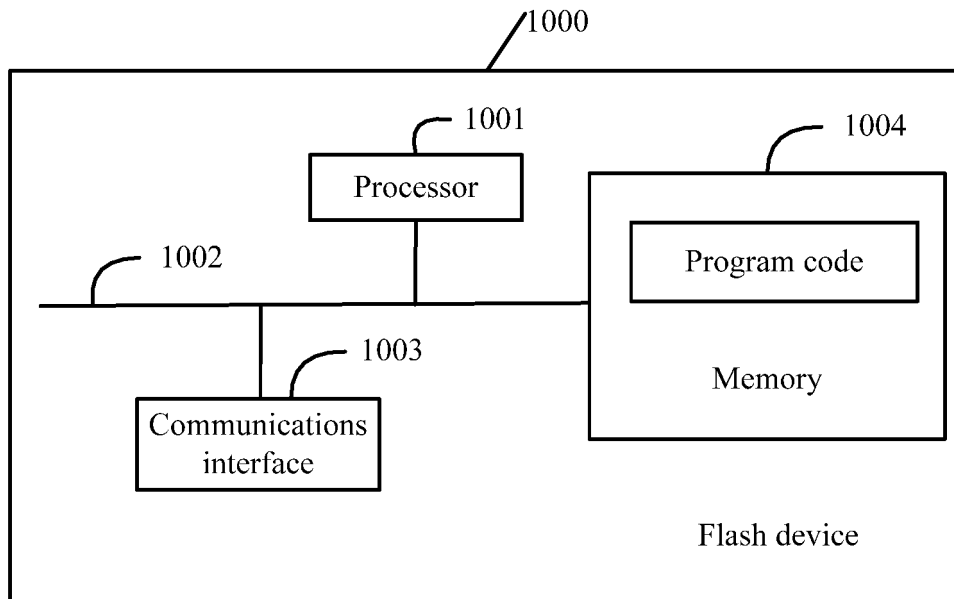 1000
1001
Processor
1004
Program code
1002
Memory
1003
Communications
interface
Flash device